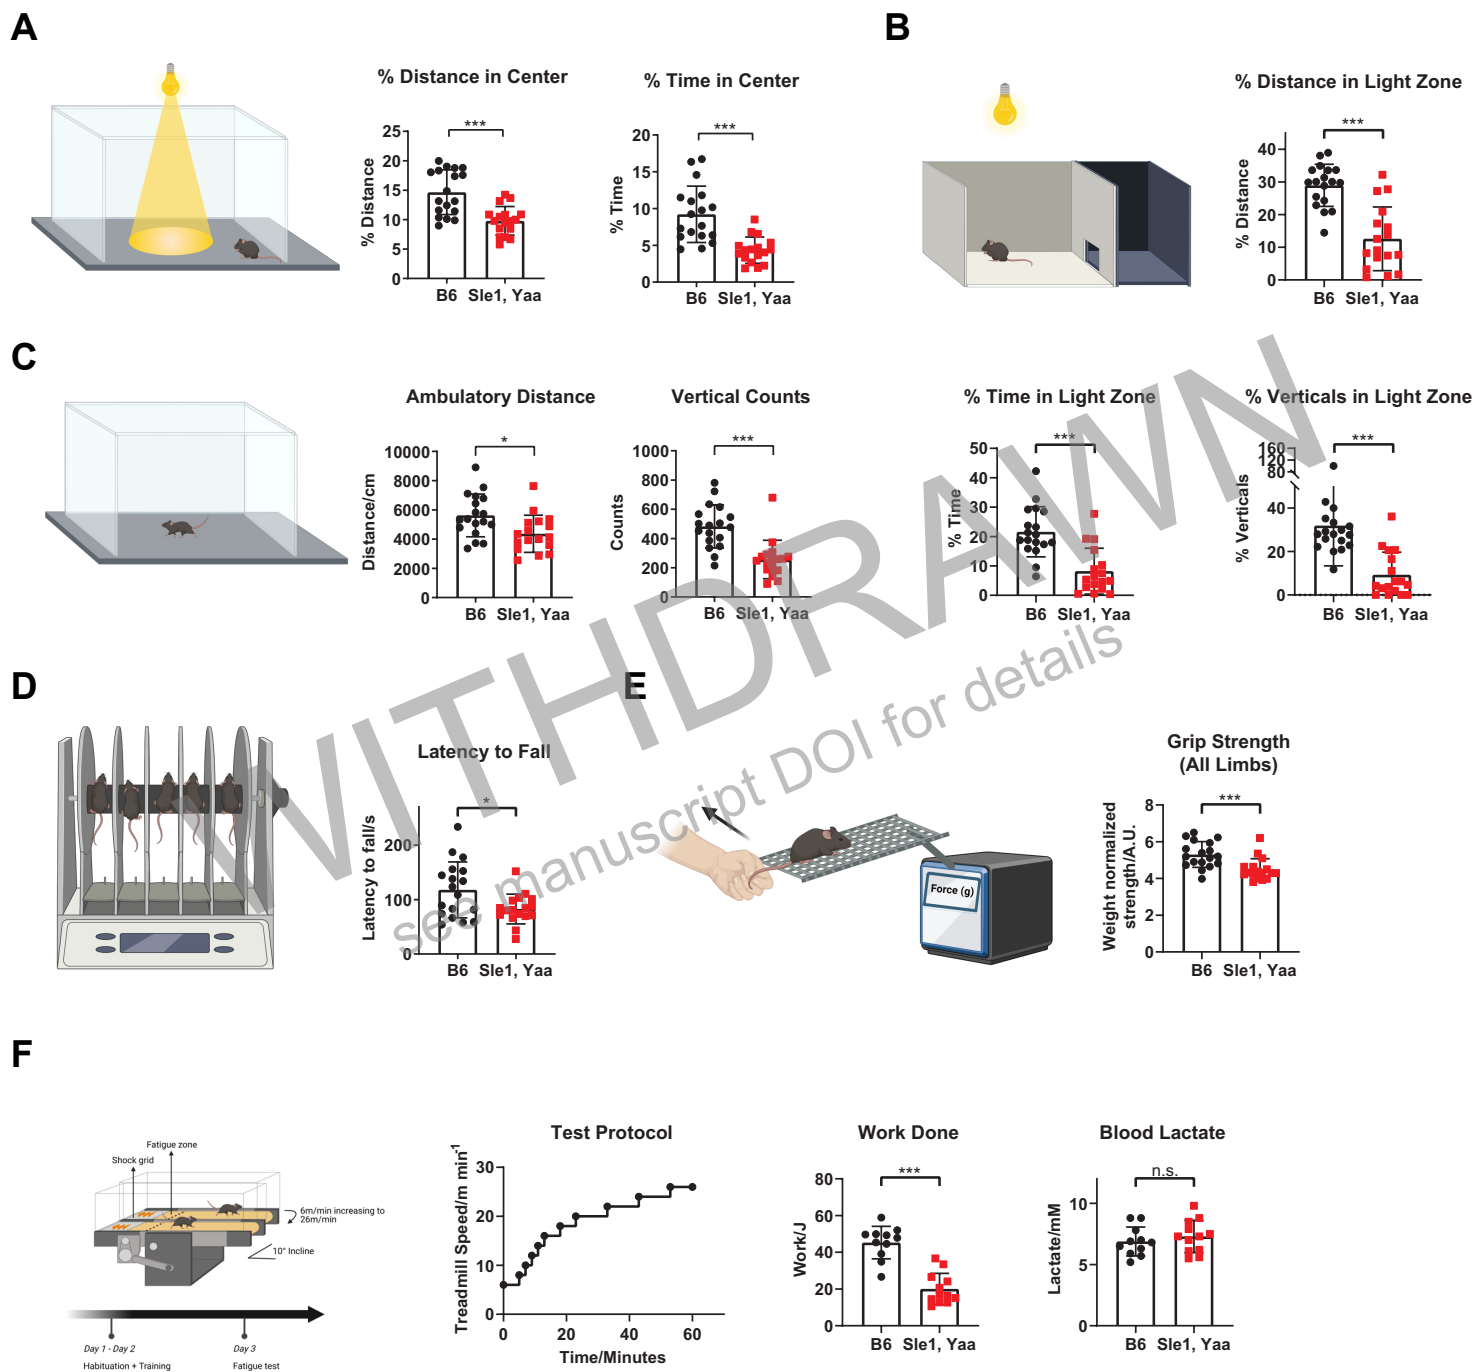 A
% Distance in Center
***
% Distance
25
20
15
10
5
0
B6
Sle1, Yaa
% Time in Center
***
% Time
20
15
10
5
0
B6
Sle1, Yaa
B
% Distance in Light Zone
***
% Distance
40
30
20
10
0
B6
Sle1, Yaa
C
Ambulatory Distance
*
Distance/cm
10000
8000
6000
4000
2000
0
B6
Sle1, Yaa
Vertical Counts
***
Counts
1000
800
600
400
200
0
B6
Sle1, Yaa
% Time in Light Zone
***
% Time
50
40
30
20
10
0
B6
Sle1, Yaa
% Verticals in Light Zone
***
% Verticals
160
120
80
40
20
0
B6
Sle1, Yaa
WITHDRAWN
see manuscript DOI for details
D
Latency to Fall
*
Latency to fall/s
200
100
0
B6
Sle1, Yaa
E
Force (g)
Grip Strength
(All Limbs)
***
Weight normalized
strength/A.U.
8
6
4
2
0
B6
Sle1, Yaa
F
Fatigue zone
Shock grid
6m/min increasing to
26m/min
10° Incline
Day 1 - Day 2
Habituation + Training
Day 3
Fatigue test
Test Protocol
Treadmill Speed/m min-1
30
20
10
0
0
20
40
60
Time/Minutes
Work Done
***
Work/J
80
60
40
20
0
B6
Sle1, Yaa
Blood Lactate
n.s.
Lactate/mM
10
5
0
B6
Sle1, Yaa